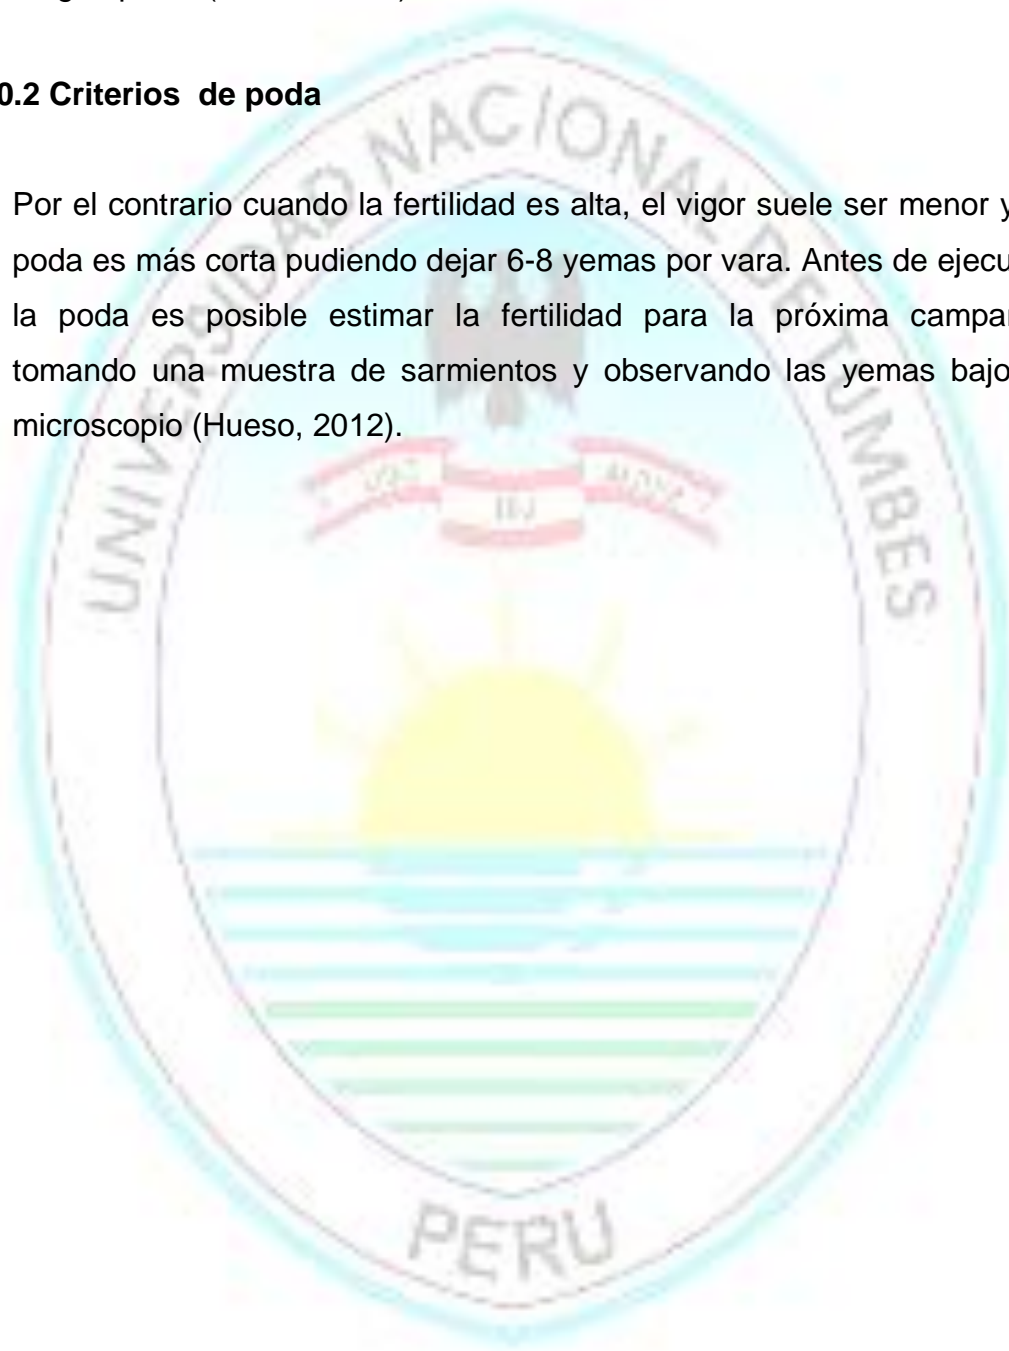 0.2 Criterios de poda
Por el contrario cuando la fertilidad es alta, el vigor suele ser menor y
poda es más corta pudiendo dejar 6-8 yemas por vara. Antes de ejecu
la poda es posible estimar la fertilidad para la próxima campa
tomando una muestra de sarmientos y observando las yemas bajo
microscopio (Hueso, 2012).
UNIVERSIDAD NACIONAL DE TUMBES
PERU